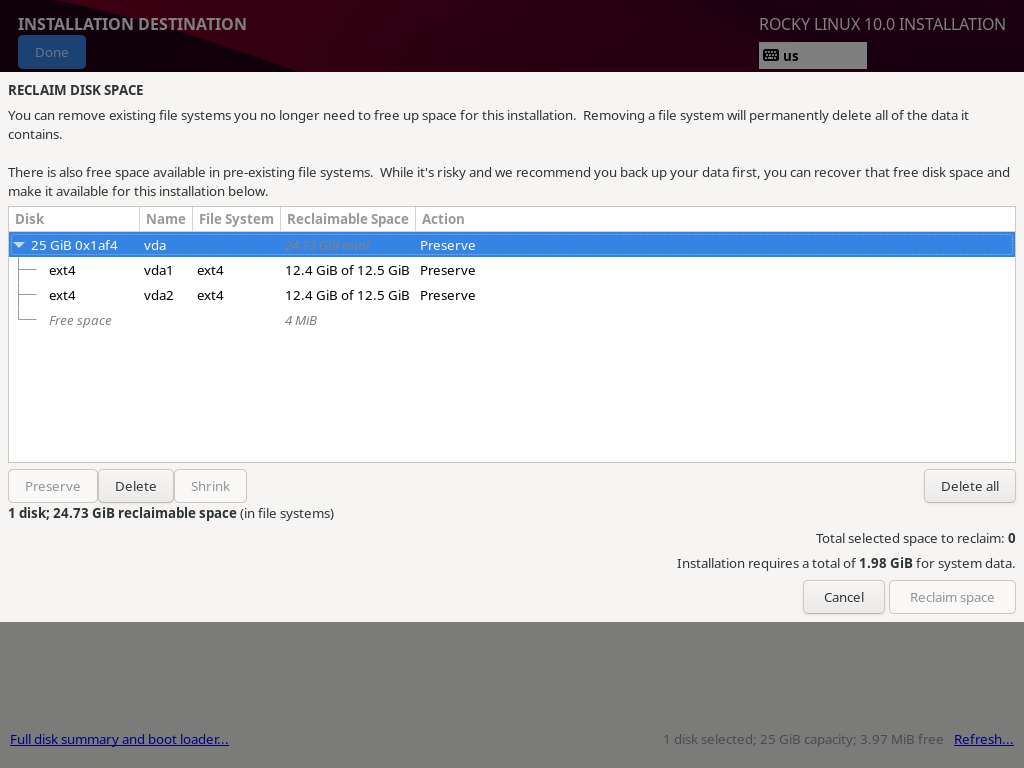 INSTALLATION DESTINATION
ROCKY LINUX 10.0 INSTALLATION
Done
us
RECLAIM DISK SPACE
You can remove existing file systems you no longer need to free up space for this installation.  Removing a file system will permanently delete all of the data it
contains.
There is also free space available in pre-existing file systems.  While it's risky and we recommend you back up your data first, you can recover that free disk space and
make it available for this installation below.
Disk Name File System Reclaimable Space Action
25 GiB 0x1af4 vda 24.73 GiB total Preserve
ext4 vda1 ext4 12.4 GiB of 12.5 GiB Preserve
ext4 vda2 ext4 12.4 GiB of 12.5 GiB Preserve
Free space 4 MiB
Preserve Delete Shrink Delete all
1 disk; 24.73 GiB reclaimable space (in file systems)
Total selected space to reclaim: 0
Installation requires a total of 1.98 GiB for system data.
Cancel Reclaim space
Full disk summary and boot loader... 1 disk selected; 25 GiB capacity; 3.97 MiB free Refresh...